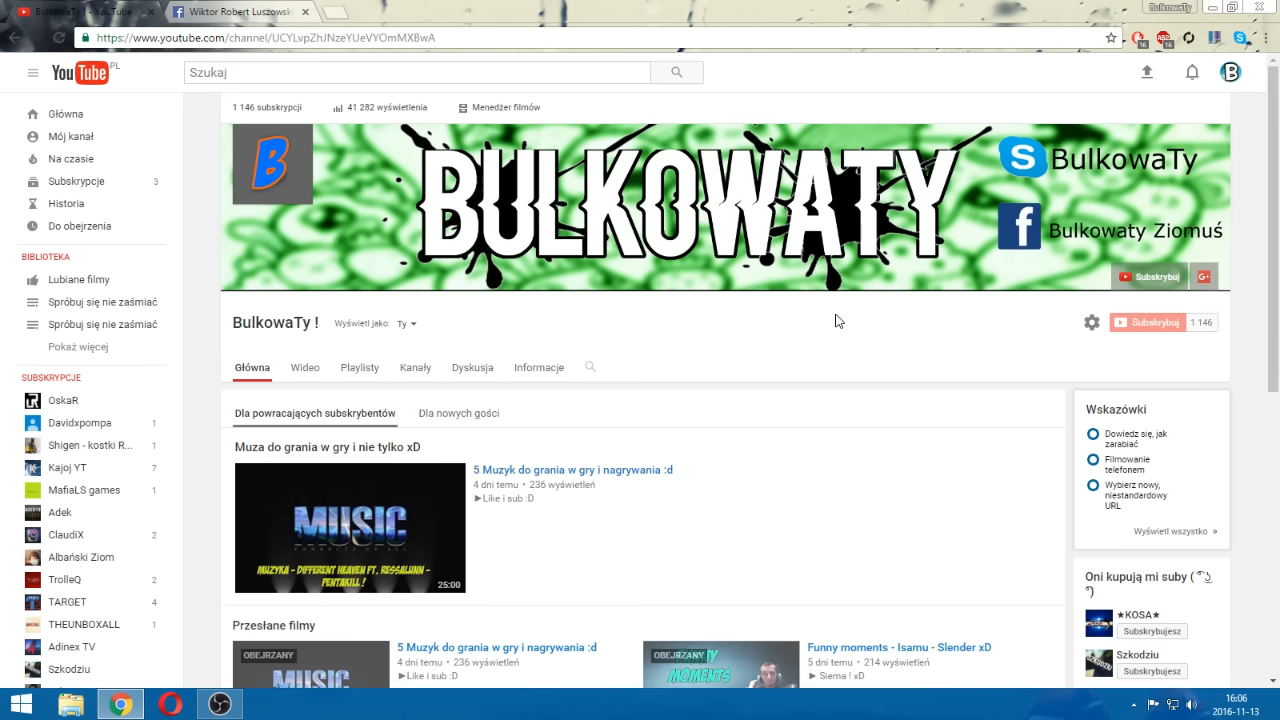 BulkowaTy ! - YouTube
Wiktor Robert Luszowski
BulkowaTy
https://www.youtube.com/channel/UCYLvpZhJNzeYUeVYOmMXBwA
16
16
YouTube PL
Szukaj
B
Główna
Mój kanał
Na czasie
Subskrypcje 3
Historia
Do obejrzenia
BIBLIOTEKA
Lubiane filmy
Spróbuj się nie zaśmiać
Spróbuj się nie zaśmiać
Pokaż więcej
SUBSKRYPCJE
OskaR
Davidxpompa 1
Shigen - kostki R... 1
Kajoj YT 7
MafiaLS games 1
Adek
ClaudiX 2
Albański Ziom
TrolleQ 2
TARGET 4
THEUNBOXALL 1
Adinex TV
Szkodziu
1 146 subskrypcji
41 282 wyświetlenia
Menedżer filmów
B
BULKOWATY
BulkowaTy
Bulkowaty Ziomuś
Subskrybuj
G+
BulkowaTy !
Wyświetl jako: Ty
Subskrybuj 1 146
Główna Wideo Playlisty Kanały Dyskusja Informacje
Dla powracających subskrybentów
Dla nowych gości
Muza do grania w gry i nie tylko xD
MUSIC
CONNECTS US ALL
MUZYKA - DIFFERENT HEAVEN FT. RESSALUNN -
PENTAKILL !
25:00
5 Muzyk do grania w gry i nagrywania :d
4 dni temu • 236 wyświetleń
►Like i sub :D
Przesłane filmy
OBEJRZANY
MUSIC
5 Muzyk do grania w gry i nagrywania :d
4 dni temu • 236 wyświetleń
►Like i sub :D
OBEJRZANY
FUNNY
MOMENTS
Funny moments - Isamu - Slender xD
5 dni temu • 214 wyświetleń
► Siema ! xD
Wskazówki
Dowiedz się, jak
zarabiać
Filmowanie
telefonem
Wybierz nowy,
niestandardowy
URL
Wyświetl wszystko »
Oni kupują mi suby ( ͡° ͜ʖ
͡°)
★KOSA★
Subskrybujesz
Szkodziu
Subskrybujesz
16:06
2016-11-13